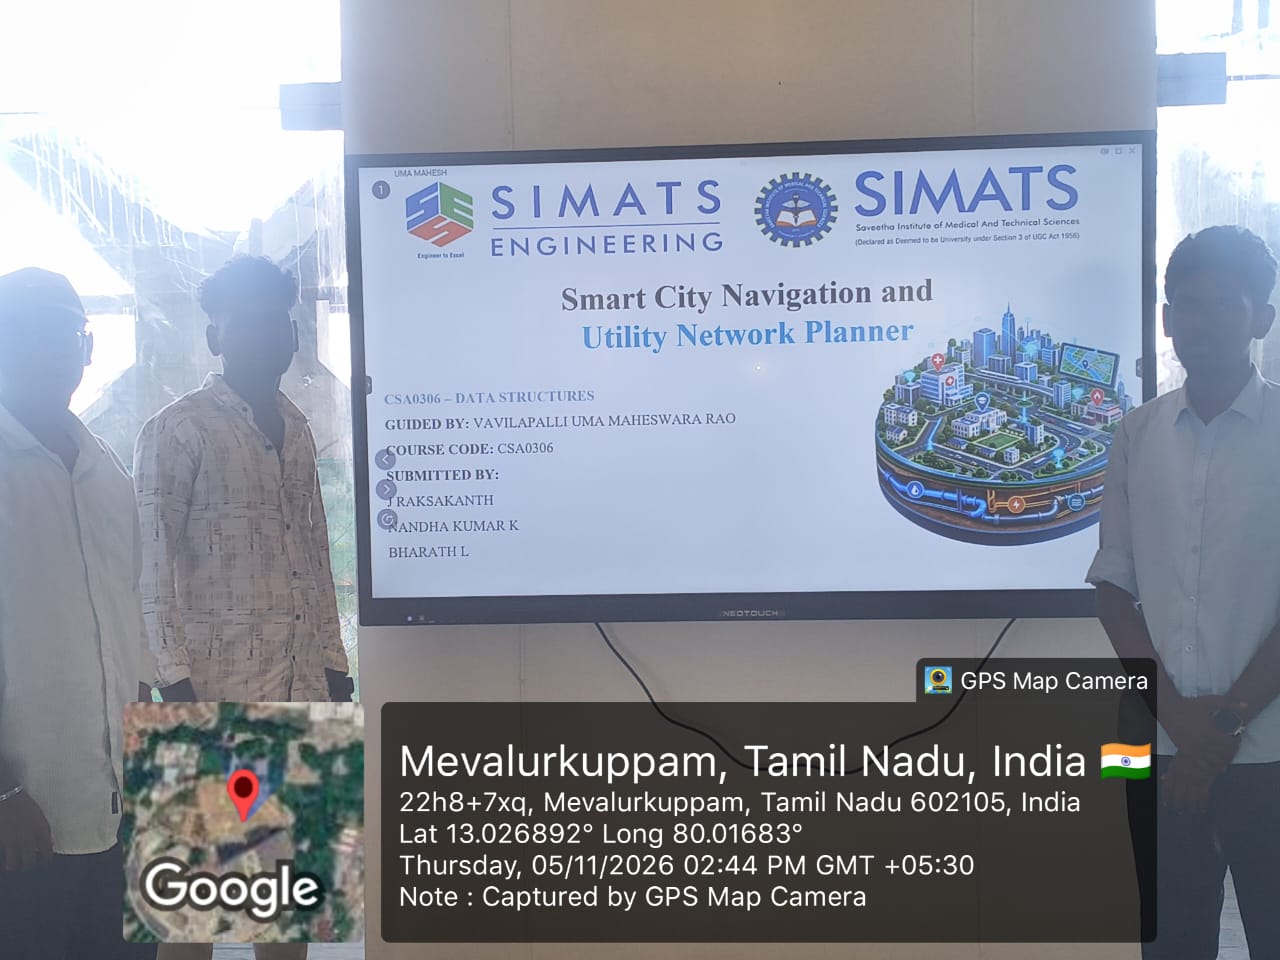 UMA MAHESH
1
SIMATS
ENGINEERING
Engineer to Excel
SIMATS
Saveetha Institute of Medical And Technical Sciences
(Declared as Deemed to be University under Section 3 of UGC Act 1956)
Smart City Navigation and
Utility Network Planner
CSA0306 – DATA STRUCTURES
GUIDED BY: VAVILAPALLI UMA MAHESWARA RAO
COURSE CODE: CSA0306
SUBMITTED BY:
J RAKSAKANTH
NANDHA KUMAR K
BHARATH L
NEOTOUCH
GPS Map Camera
Mevalurkuppam, Tamil Nadu, India
22h8+7xq, Mevalurkuppam, Tamil Nadu 602105, India
Lat 13.026892° Long 80.01683°
Thursday, 05/11/2026 02:44 PM GMT +05:30
Note : Captured by GPS Map Camera
Google